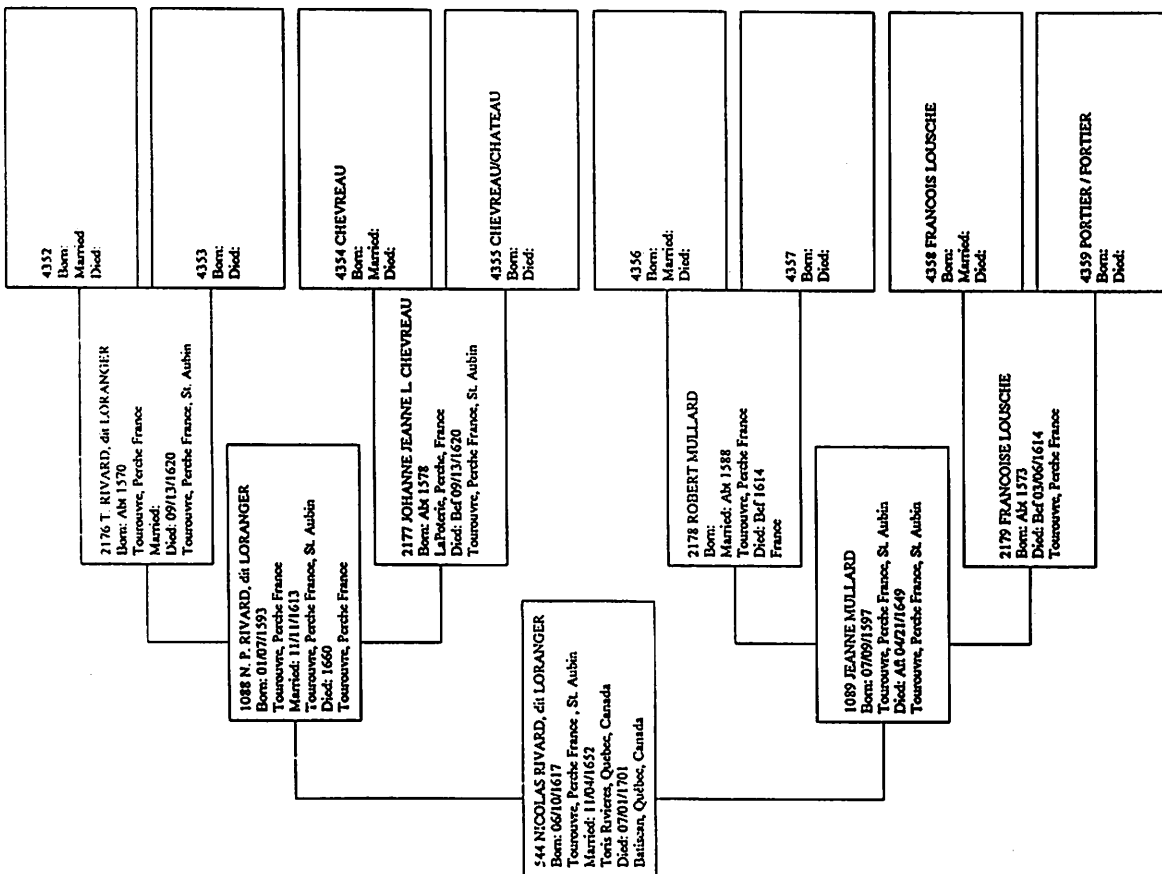 4352
Born:
Married
Died:
4353
Born:
Died:
4354 CHEVREAU
Born:
Married:
Died:
4355 CHEVREAU/CHATEAU
Born:
Died:
4356
Born:
Married:
Died:
4357
Born:
Died:
4358 FRANCOIS LOUSCHE
Born:
Married:
Died:
4359 PORTIER / FORTIER
Born:
Died:
2176 T. RIVARD, dit LORANGER
Born: Abt 1570
Tourouvre, Perche France
Married:
Died: 09/13/1620
Tourouvre, Perche France, St. Aubin
2177 JOHANNE JEANNE L. CHEVREAU
Born: Abt 1578
LaPoterie, Perche, France
Died: Bef 09/13/1620
Tourouvre, Perche France, St. Aubin
2178 ROBERT MULLARD
Born:
Married: Abt 1588
Tourouvre, Perche France
Died: Bef 1614
France
2179 FRANCOISE LOUSCHE
Born: Abt 1573
Died: Bef 03/06/1614
Tourouvre, Perche France
1088 N. P. RIVARD, dit LORANGER
Born: 01/07/1593
Tourouvre, Perche France
Married: 11/11/1613
Tourouvre, Perche France, St. Aubin
Died: 1660
Tourouvre, Perche France
1089 JEANNE MULLARD
Born: 07/09/1597
Tourouvre, Perche France, St. Aubin
Died: Aft 04/21/1649
Tourouvre, Perche France, St. Aubin
544 NICOLAS RIVARD, dit LORANGER
Born: 06/10/1617
Tourouvre, Perche France , St. Aubin
Married: 11/04/1652
Toris Rivieres, Quebec, Canada
Died: 07/01/1701
Batiscan, Québec, Canada